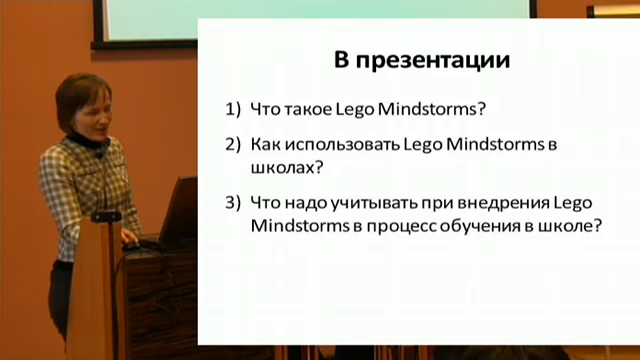 В презентации
1) Что такое Lego Mindstorms?
2) Как использовать Lego Mindstorms в
школах?
3) Что надо учитывать при внедрения Lego
Mindstorms в процесс обучения в школе?